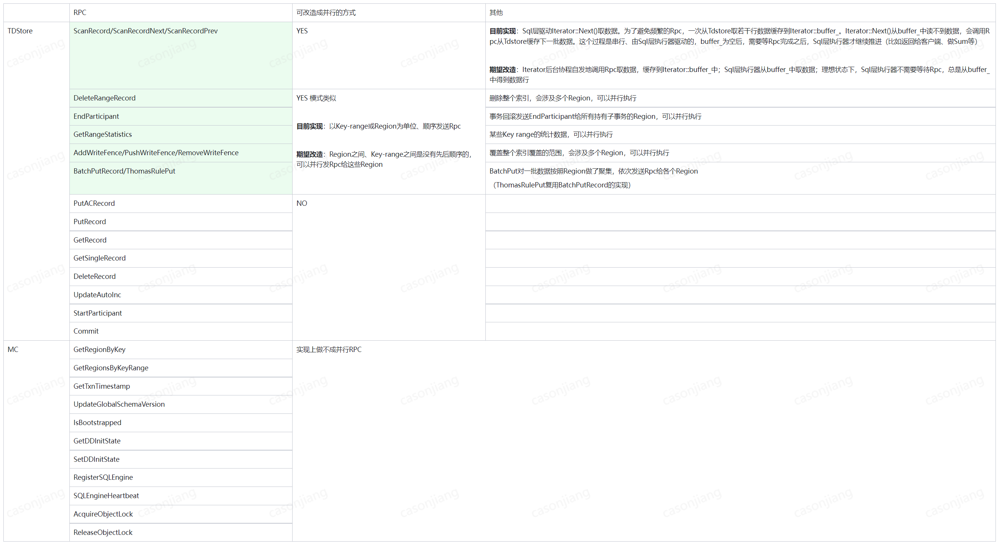 RPC
可改造成并行的方式
其他
TDStore
ScanRecord/ScanRecordNext/ScanRecordPrev
YES
目前实现：Sql层驱动Iterator::Next()取数据。为了避免频繁的Rpc，一次从Tdstore取若干行数据缓存到Iterator::buffer_。Iterator::Next()从buffer_中读不到数据，会调用R
pc从Tdstore缓存下一批数据。这个过程是串行、由Sql层执行器驱动的，buffer_为空后，需要等Rpc完成之后，Sql层执行器才继续推进（比如返回给客户端、做Sum等）
期望改造：Iterator后台协程自发地调用Rpc取数据，缓存到Iterator::buffer_中；Sql层执行器从buffer_中取数据；理想状态下，Sql层执行器不需要等待Rpc，总是从buffer_
中得到数据行
DeleteRangeRecord
YES 模式类似
目前实现：以Key-range或Region为单位、顺序发送Rpc
期望改造：Region之间、Key-range之间是没有先后顺序的，
可以并行发Rpc给这些Region
删除整个索引，会涉及多个Region，可以并行执行
EndParticipant
事务回滚发送EndParticipant给所有持有子事务的Region，可以并行执行
GetRangeStatistics
某些Key range的统计数据，可以并行执行
AddWriteFence/PushWriteFence/RemoveWriteFence
覆盖整个索引覆盖的范围，会涉及多个Region，可以并行执行
BatchPutRecord/ThomasRulePut
BatchPut对一批数据按照Region做了聚集，依次发送Rpc给各个Region
（ThomasRulePut复用BatchPutRecord的实现）
PutACRecord
NO
PutRecord
GetRecord
GetSingleRecord
DeleteRecord
UpdateAutoInc
StartParticipant
Commit
MC
GetRegionByKey
实现上做不成并行RPC
GetRegionsByKeyRange
GetTxnTimestamp
UpdateGlobalSchemaVersion
IsBootstrapped
GetDDInitState
SetDDInitState
RegisterSQLEngine
SQLEngineHeartbeat
AcquireObjectLock
ReleaseObjectLock
casonjiang